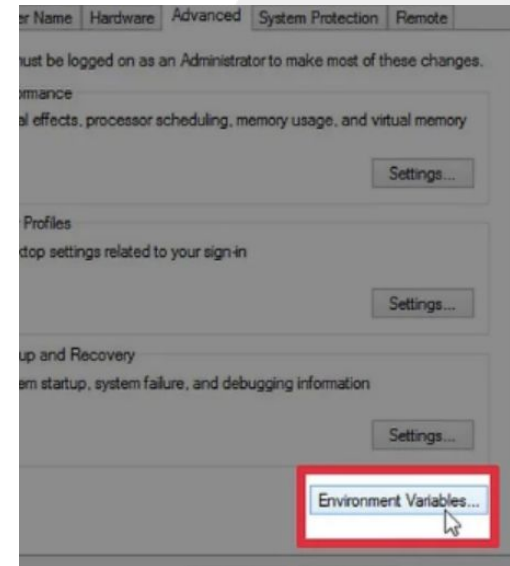 er Name Hardware Advanced System Protection Remote
ust be logged on as an Administrator to make most of these changes.
rmance
al effects, processor scheduling, memory usage, and virtual memory
Settings...
Profiles
ktop settings related to your sign-in
Settings...
up and Recovery
em startup, system failure, and debugging information
Settings...
Environment Variables...